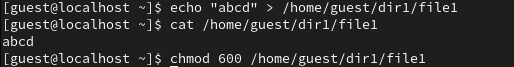 [guest@localhost ~]$ echo "abcd" > /home/guest/dir1/file1
[guest@localhost ~]$ cat /home/guest/dir1/file1
abcd
[guest@localhost ~]$ chmod 600 /home/guest/dir1/file1